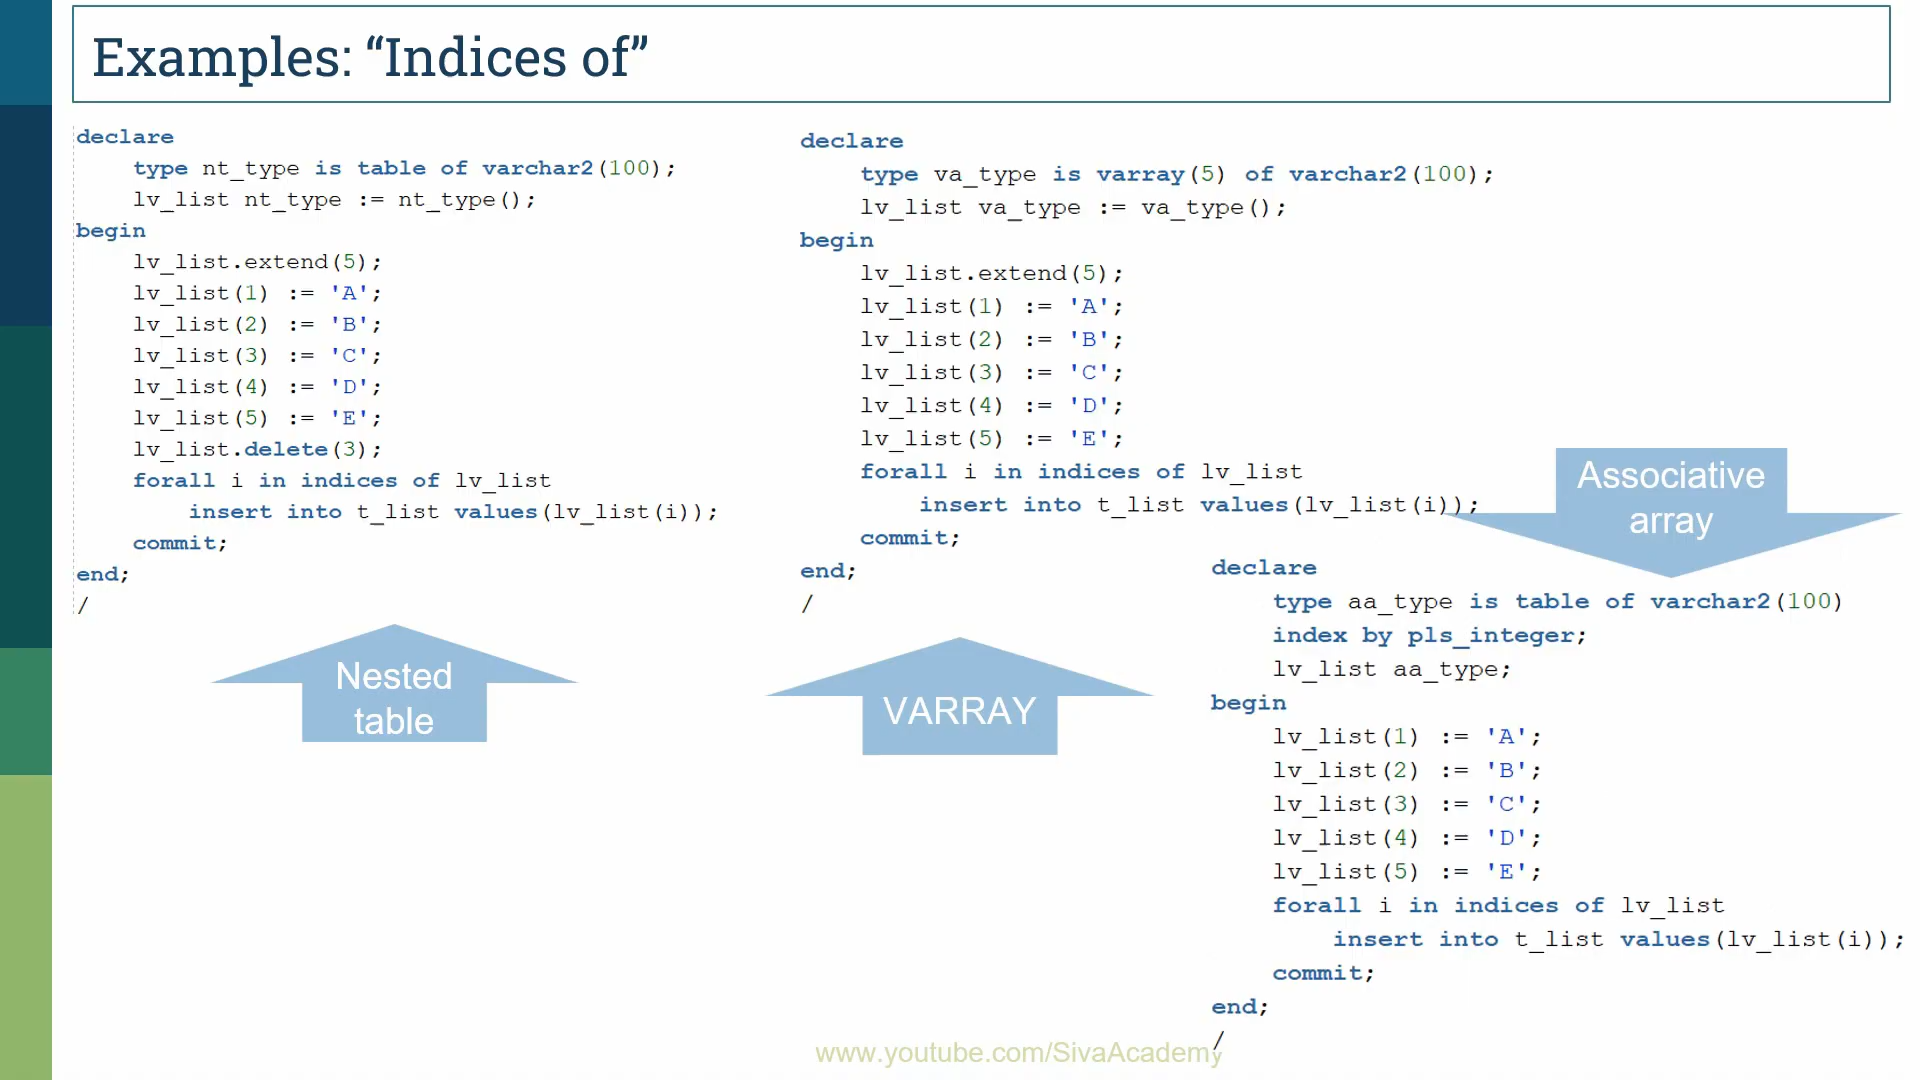 Examples: “Indices of”
declare
type nt_type is table of varchar2(100);
lv_list nt_type := nt_type();
begin
lv_list.extend(5);
lv_list(1) := 'A';
lv_list(2) := 'B';
lv_list(3) := 'C';
lv_list(4) := 'D';
lv_list(5) := 'E';
lv_list.delete(3);
forall i in indices of lv_list
insert into t_list values(lv_list(i));
commit;
end;
/
Nested
table
declare
type va_type is varray(5) of varchar2(100);
lv_list va_type := va_type();
begin
lv_list.extend(5);
lv_list(1) := 'A';
lv_list(2) := 'B';
lv_list(3) := 'C';
lv_list(4) := 'D';
lv_list(5) := 'E';
forall i in indices of lv_list
insert into t_list values(lv_list(i));
commit;
end;
/
VARRAY
Associative
array
declare
type aa_type is table of varchar2(100)
index by pls_integer;
lv_list aa_type;
begin
lv_list(1) := 'A';
lv_list(2) := 'B';
lv_list(3) := 'C';
lv_list(4) := 'D';
lv_list(5) := 'E';
forall i in indices of lv_list
insert into t_list values(lv_list(i));
commit;
end;
/
www.youtube.com/SivaAcademy